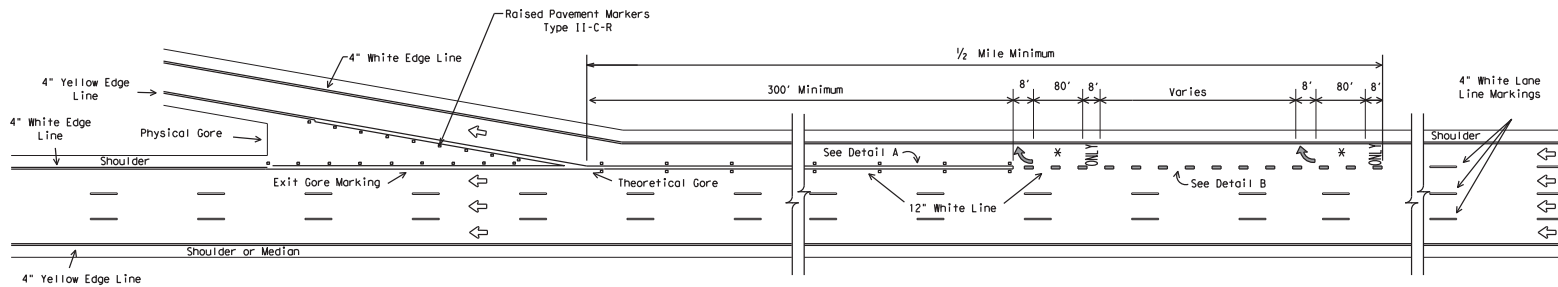 Raised Pavement Markers
Type II-C-R
4" White Edge Line
½ Mile Minimum
4" Yellow Edge
Line
8'
80'
8'
8'
80'
8'
4" White Lane
Line Markings
300' Minimum
Varies
4" White Edge
Line
Physical Gore
Shoulder
Shoulder
See Detail A
*
ONLY
*
ONLY
Exit Gore Marking
Theoretical Gore
See Detail B
12" White Line
Shoulder or Median
4" Yellow Edge Line